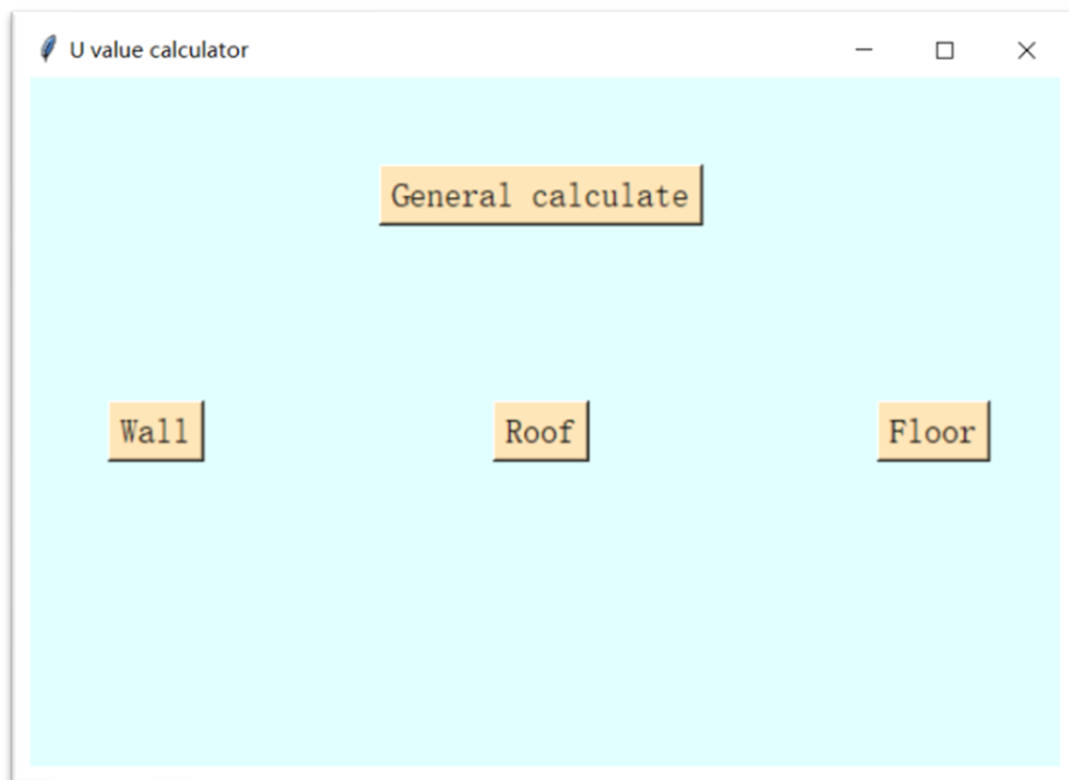 U value calculator
General calculate
Wall
Roof
Floor